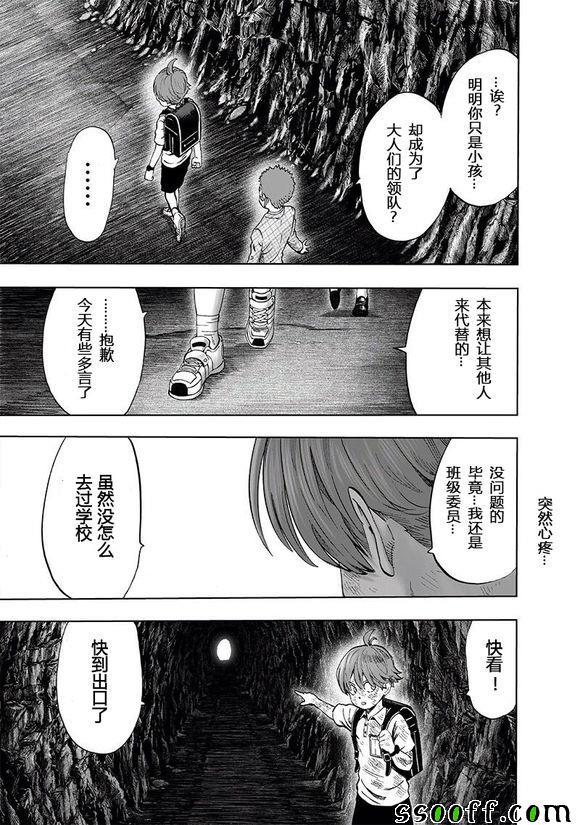 …诶？
明明你只是小孩…
却成为了
大人们的领队？
……
本来想让其他人
来代替的…
……抱歉
今天有些多言了
没问题的
毕竟…我还是
班级委员…
虽然没怎么
去过学校
突然心疼…
快看！
快到出口了
ssooff.com